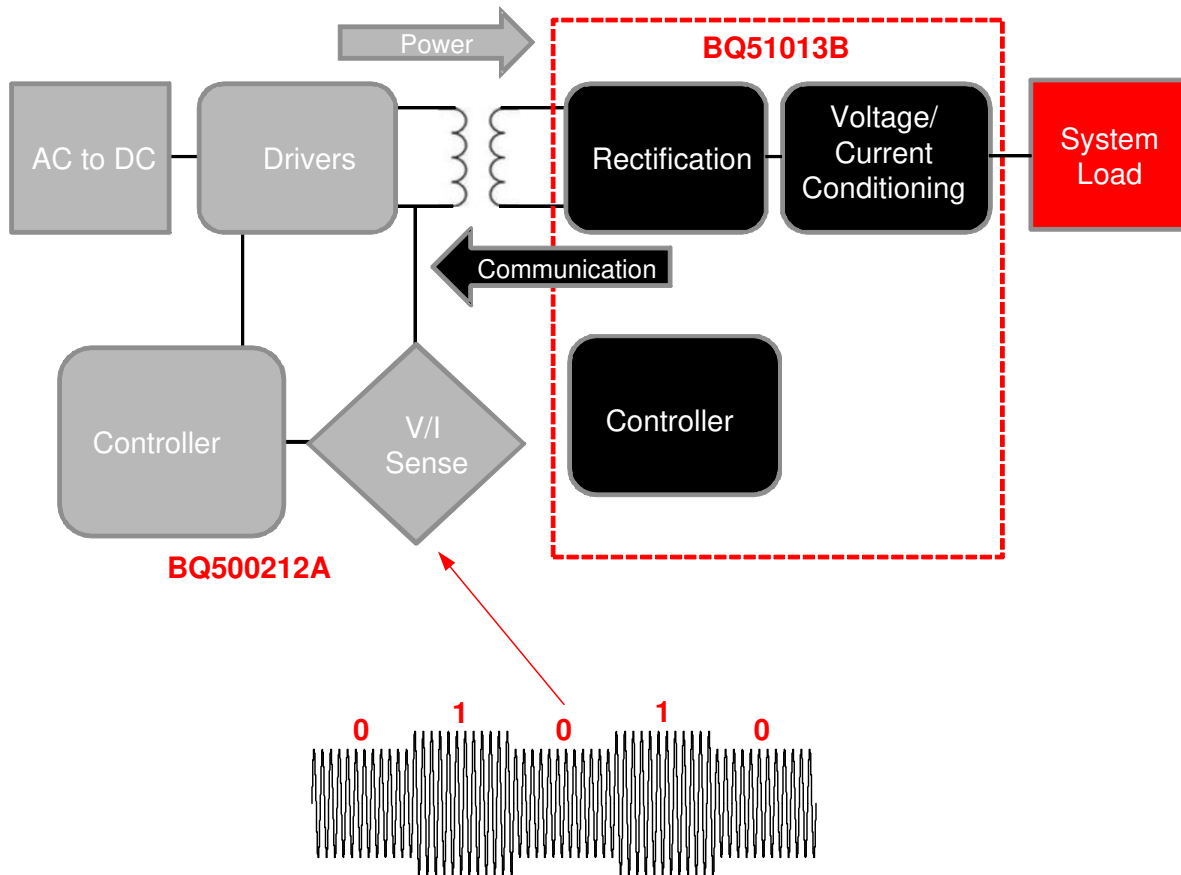 Power
BQ51013B
AC to DC
Drivers
Rectification
Voltage/
Current
Conditioning
System
Load
Communication
Controller
V/I
Sense
Controller
BQ500212A
0
1
0
1
0